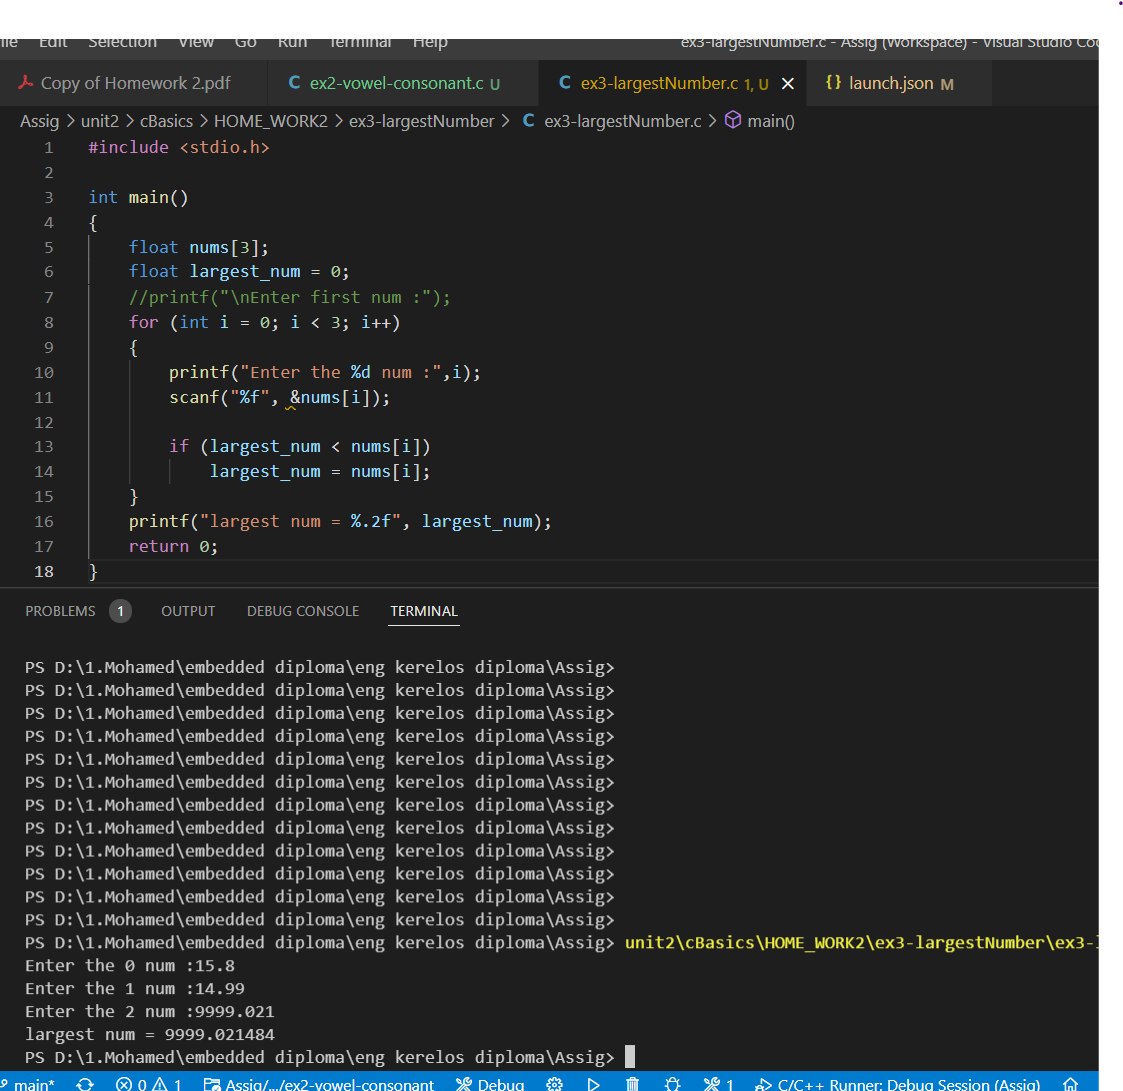 File Edit Selection View Go Run Terminal Help ex3-largestNumber.c - Assig (Workspace) - Visual Studio Code
Copy of Homework 2.pdf C ex2-vowel-consonant.c U C ex3-largestNumber.c 1, U {} launch.json M
Assig > unit2 > cBasics > HOME_WORK2 > ex3-largestNumber > C ex3-largestNumber.c > main()
1 #include <stdio.h>
2
3 int main()
4 {
5 float nums[3];
6 float largest_num = 0;
7 //printf("\nEnter first num :");
8 for (int i = 0; i < 3; i++)
9 {
10 printf("Enter the %d num :",i);
11 scanf("%f", &nums[i]);
12
13 if (largest_num < nums[i])
14 largest_num = nums[i];
15 }
16 printf("largest num = %.2f", largest_num);
17 return 0;
18 }
PROBLEMS 1 OUTPUT DEBUG CONSOLE TERMINAL
PS D:\1.Mohamed\embedded diploma\eng kerelos diploma\Assig>
PS D:\1.Mohamed\embedded diploma\eng kerelos diploma\Assig>
PS D:\1.Mohamed\embedded diploma\eng kerelos diploma\Assig>
PS D:\1.Mohamed\embedded diploma\eng kerelos diploma\Assig>
PS D:\1.Mohamed\embedded diploma\eng kerelos diploma\Assig>
PS D:\1.Mohamed\embedded diploma\eng kerelos diploma\Assig>
PS D:\1.Mohamed\embedded diploma\eng kerelos diploma\Assig>
PS D:\1.Mohamed\embedded diploma\eng kerelos diploma\Assig>
PS D:\1.Mohamed\embedded diploma\eng kerelos diploma\Assig>
PS D:\1.Mohamed\embedded diploma\eng kerelos diploma\Assig>
PS D:\1.Mohamed\embedded diploma\eng kerelos diploma\Assig>
PS D:\1.Mohamed\embedded diploma\eng kerelos diploma\Assig>
PS D:\1.Mohamed\embedded diploma\eng kerelos diploma\Assig> unit2\cBasics\HOME_WORK2\ex3-largestNumber\ex3-l
Enter the 0 num :15.8
Enter the 1 num :14.99
Enter the 2 num :9999.021
largest num = 9999.021484
PS D:\1.Mohamed\embedded diploma\eng kerelos diploma\Assig>
main* 0 1 Assig/.../ex2-vowel-consonant Debug 1 C/C++ Runner: Debug Session (Assig)